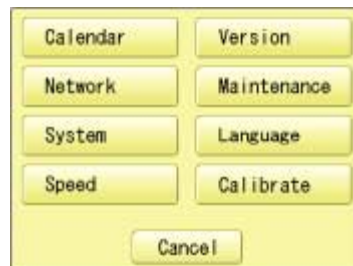 Calendar Version
Network Maintenance
System Language
Speed Calibrate
Cancel